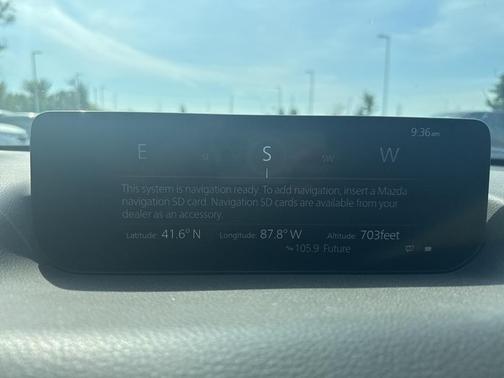 9:36am
E SE S SW W
This system is navigation ready. To add navigation, insert a Mazda
navigation SD card. Navigation SD cards are available from your
dealer as an accessory.
Latitude: 41.6° N Longitude: 87.8° W Altitude: 703feet
105.9 Future